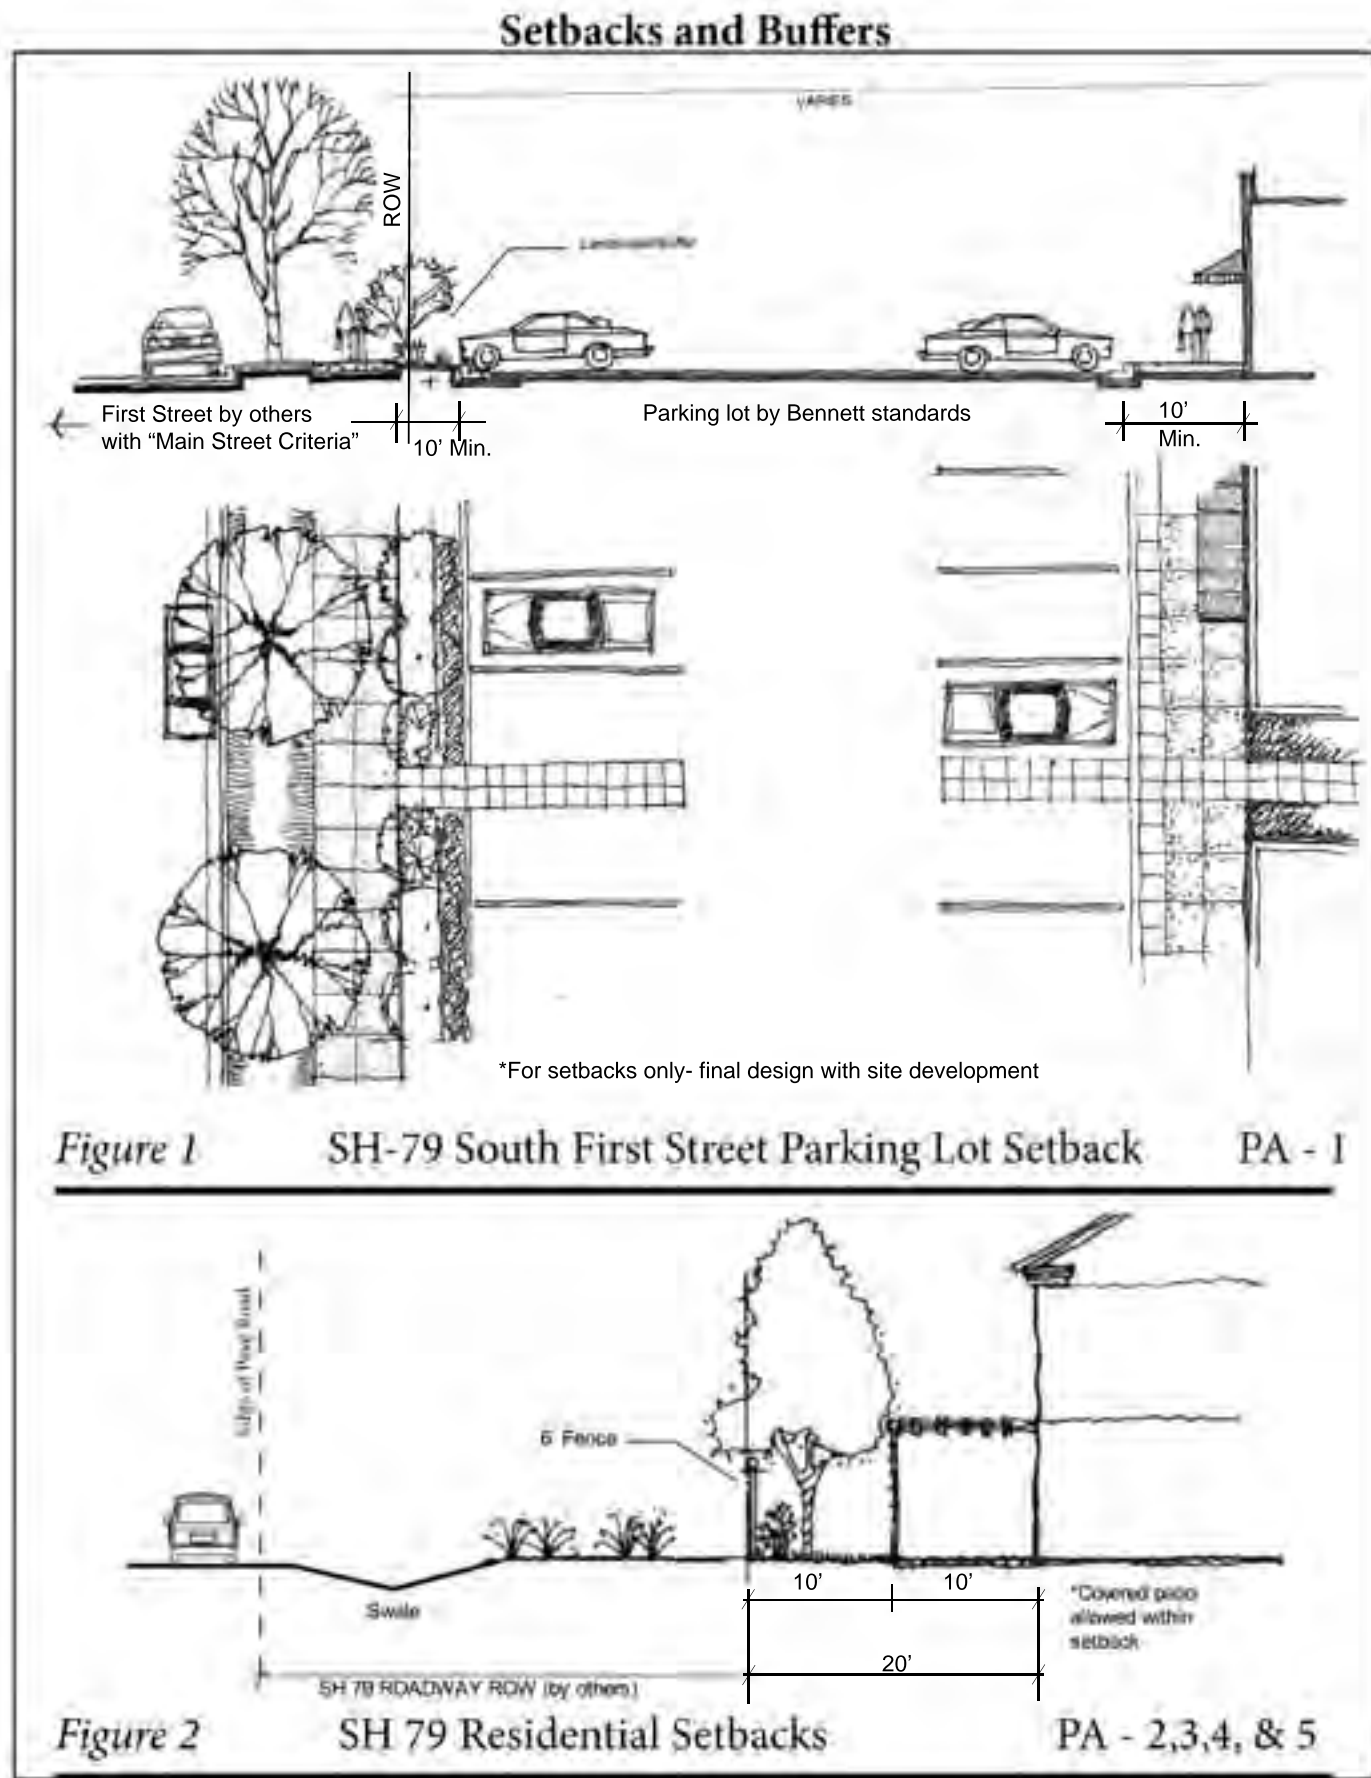 Setbacks and Buffers
VARIES
ROW
First Street by others
with “Main Street Criteria”
10’ Min.
Parking lot by Bennett standards
10’
Min.
*For setbacks only- final design with site development
Figure 1 SH-79 South First Street Parking Lot Setback PA - 1
Edge of Road
6' Fence
Swale
10’ 10’
*Covered patio
allowed within
setback
20’
SH 79 ROADWAY ROW (by others)
Figure 2 SH 79 Residential Setbacks PA - 2,3,4, & 5